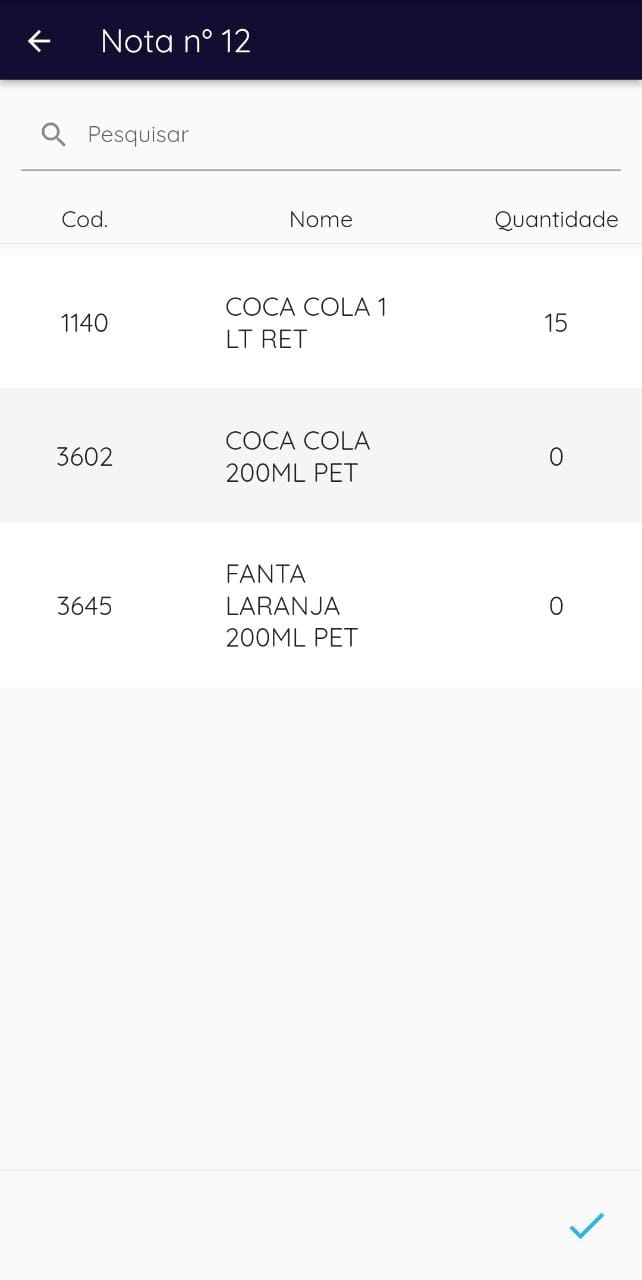 Nota nº 12
Pesquisar
Cod. Nome Quantidade
COCA COLA 1
1140 15
LT RET
COCA COLA
3602 0
200ML PET
FANTA
3645 LARANJA 0
200ML PET